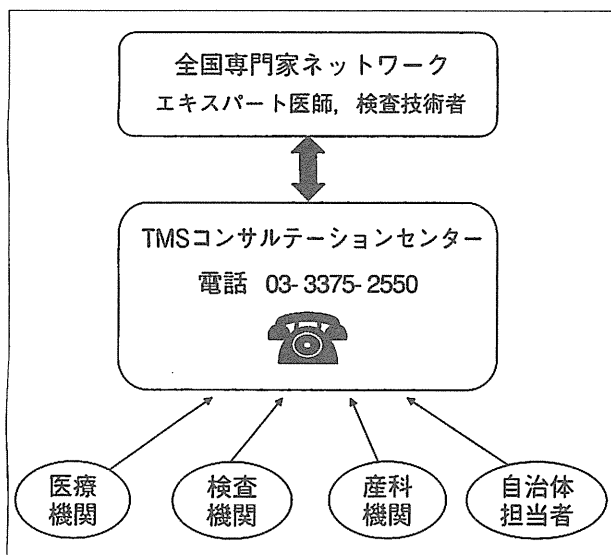 全国専門家ネットワーク
エキスパート医師，検査技術者
TMSコンサルテーションセンター
電話 03-3375-2550
医療
機関
検査
機関
産科
機関
自治体
担当者